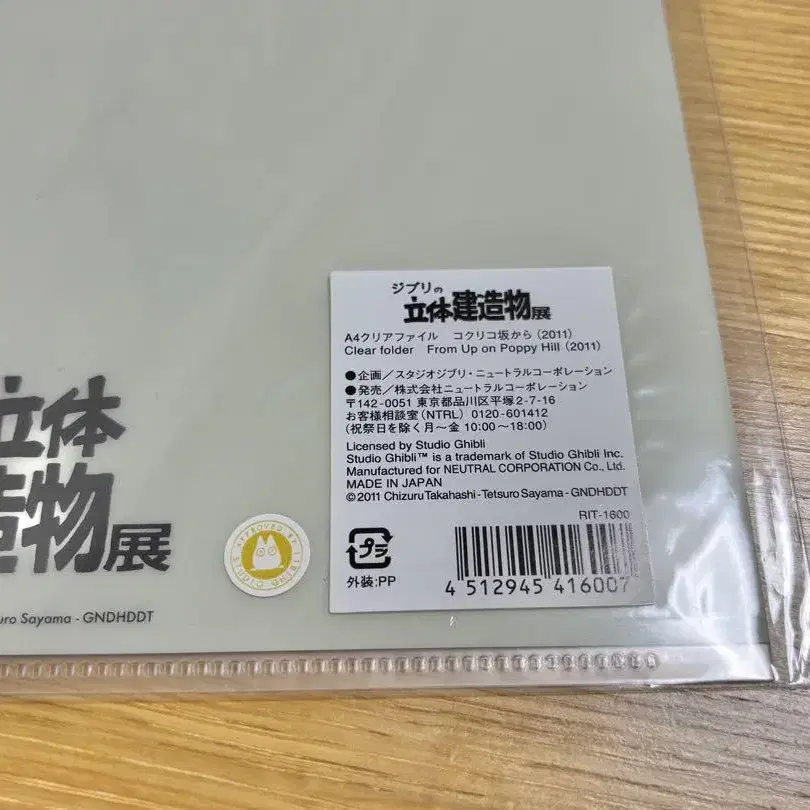 ジブリの
立体建造物展
A4クリアファイル コクリコ坂から(2011)
Clear folder From Up on Poppy Hill (2011)
●企画/スタジオジブリ・ニュートラルコーポレーション
●発売/株式会社ニュートラルコーポレーション
〒142-0051 東京都品川区平塚2-7-16
お客様相談室(NTRL) 0120-601412
(祝祭日を除く月〜金 10:00〜18:00)
Licensed by Studio Ghibli
Studio Ghibli™ is a trademark of Studio Ghibli Inc.
Manufactured for NEUTRAL CORPORATION Co., Ltd.
MADE IN JAPAN
©2011 Chizuru Takahashi - Tetsuro Sayama - GNDHDDT
RIT-1600
プラ
外装:PP
4 512945 416007
立体
造物展
uro Sayama - GNDHDDT
APPROVED BY